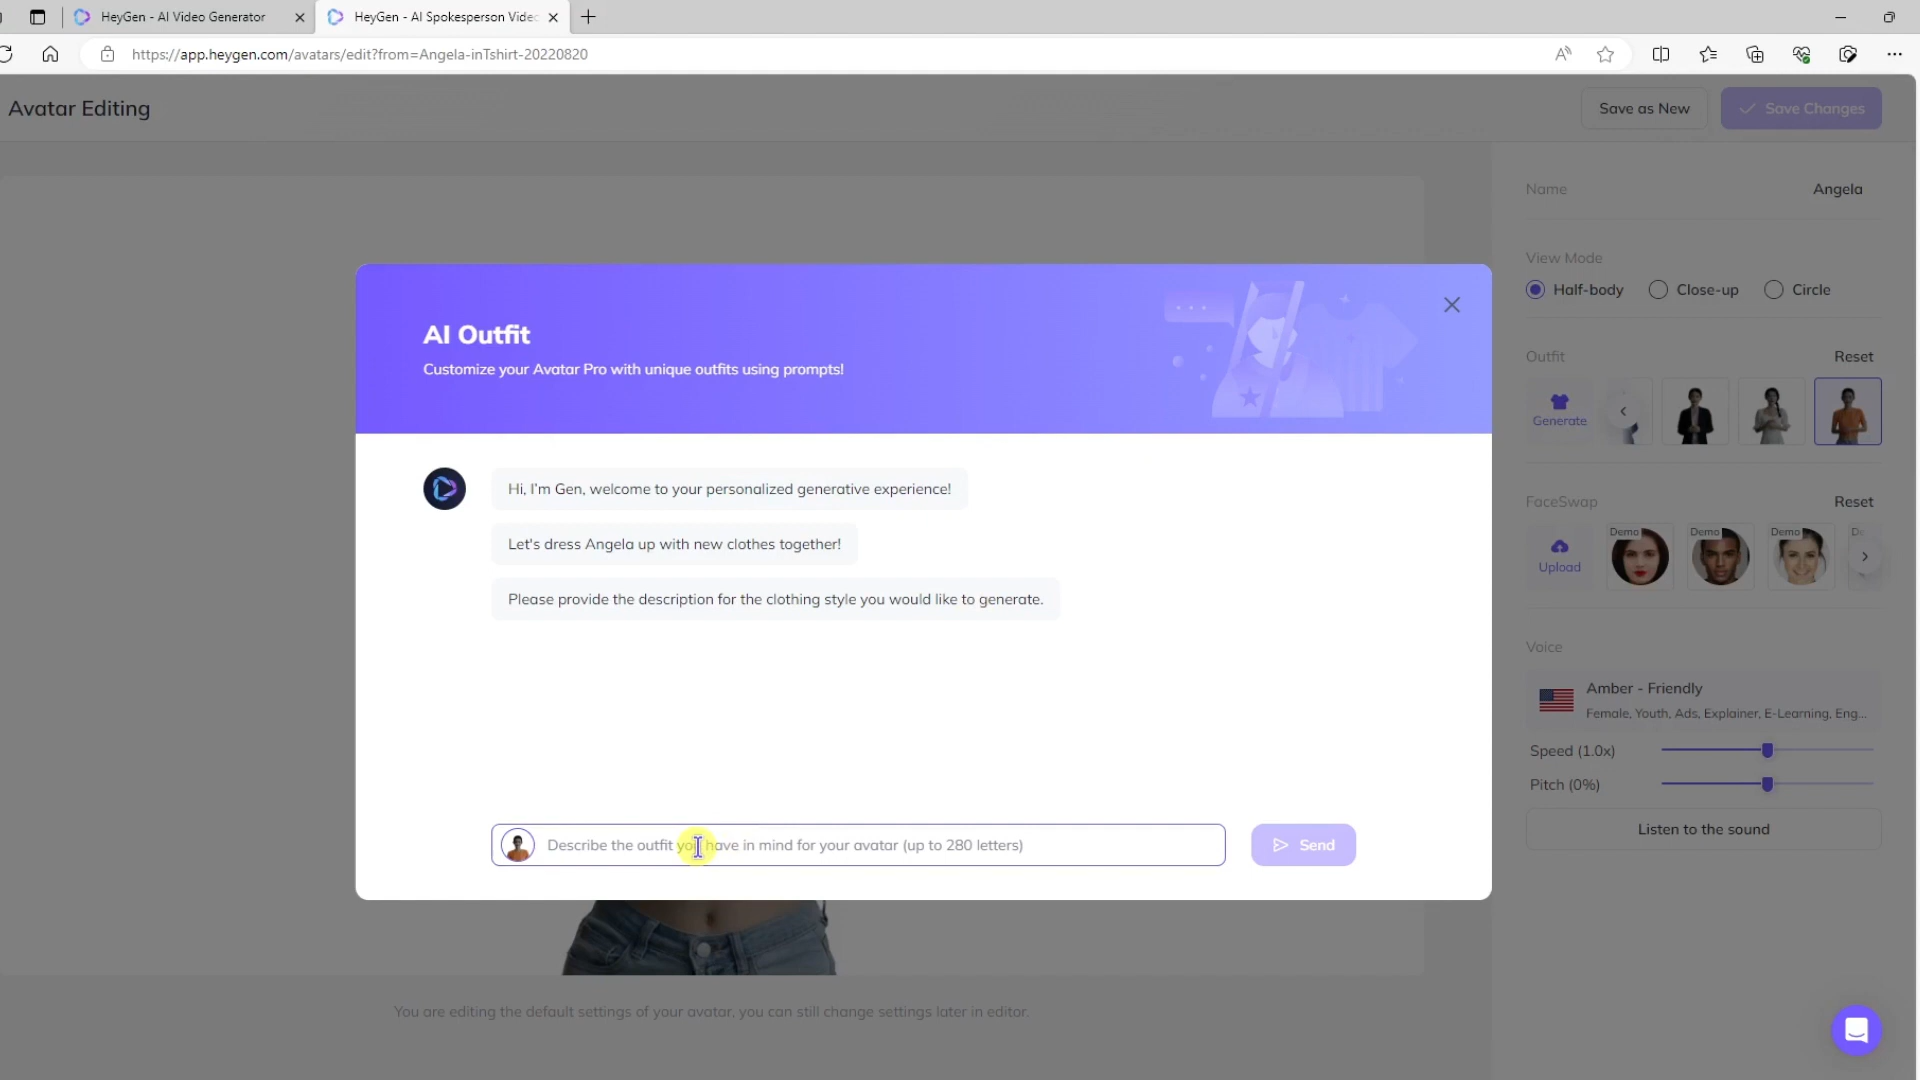 HeyGen - AI Video Generator
HeyGen - AI Spokesperson Video
https://app.heygen.com/avatars/edit?from=Angela-inTshirt-20220820
Avatar Editing
Save as New
Save Changes
Name
Angela
View Mode
Half-body
Close-up
Circle
Outfit
Reset
Generate
FaceSwap
Reset
Upload
Demo
Demo
Demo
Voice
Amber - Friendly
Female, Youth, Ads, Explainer, E-Learning, Eng...
Speed (1.0x)
Pitch (0%)
Listen to the sound
AI Outfit
Customize your Avatar Pro with unique outfits using prompts!
Hi, I'm Gen, welcome to your personalized generative experience!
Let's dress Angela up with new clothes together!
Please provide the description for the clothing style you would like to generate.
Describe the outfit you have in mind for your avatar (up to 280 letters)
Send
You are editing the default settings of your avatar, you can still change settings later in editor.